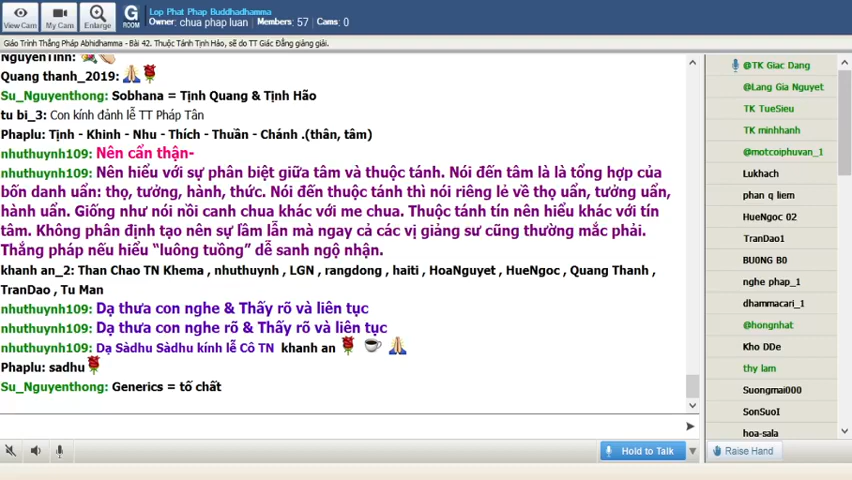 View Cam
My Cam
Enlarge
G
ROOM
Lop Phat Phap Buddhadhamma
Owner: chua phap luan Members: 57 Cams: 0
Giáo Trình Thắng Pháp Abhidhamma - Bài 42. Thuộc Tánh Tịnh Hảo, sẽ do TT Giác Đẳng giảng giải.
NguyenTinh:
Quang thanh_2019:
Su_Nguyenthong: Sobhana = Tịnh Quang & Tịnh Hão
tu bi_3: Con kính đảnh lễ TT Pháp Tân
Phaplu: Tịnh - Khinh - Nhu - Thích - Thuần - Chánh .(thân, tâm)
nhuthuynh109: Nên cẩn thận-
nhuthuynh109: Nên hiểu với sự phân biệt giữa tâm và thuộc tánh. Nói đến tâm là là tổng hợp của
bốn danh uẩn: thọ, tưởng, hành, thức. Nói đến thuộc tánh thì nói riêng lẻ về thọ uẩn, tưởng uẩn,
hành uẩn. Giống như nói nồi canh chua khác với me chua. Thuộc tánh tín nên hiểu khác với tín
tâm. Không phân định tạo nên sự lầm lẫn mà ngay cả các vị giảng sư cũng thường mắc phải.
Thắng pháp nếu hiểu “luông tuồng” dễ sanh ngộ nhận.
khanh an_2: Than Chao TN Khema , nhuthuynh , LGN , rangdong , haiti , HoaNguyet , HueNgoc , Quang Thanh ,
TranDao , Tu Man
nhuthuynh109: Dạ thưa con nghe & Thấy rõ và liên tục
nhuthuynh109: Dạ thưa con nghe rõ & Thấy rõ và liên tục
nhuthuynh109: Dạ Sàdhu Sàdhu kính lễ Cô TN khanh an
Phaplu: sadhu
Su_Nguyenthong: Generics = tố chất
Hold to Talk
@TK Giac Dang
@Lang Gia Nguyet
TK TueSieu
TK minhhanh
@motcoiphuvan_1
Lukhach
phan q liem
HueNgoc 02
TranDao1
BU0NG B0
nghe phap_1
dhammacari_1
@hongnhat
Kho DDe
thy lam
Suongmai000
SonSuoI
hoa-sala
Raise Hand